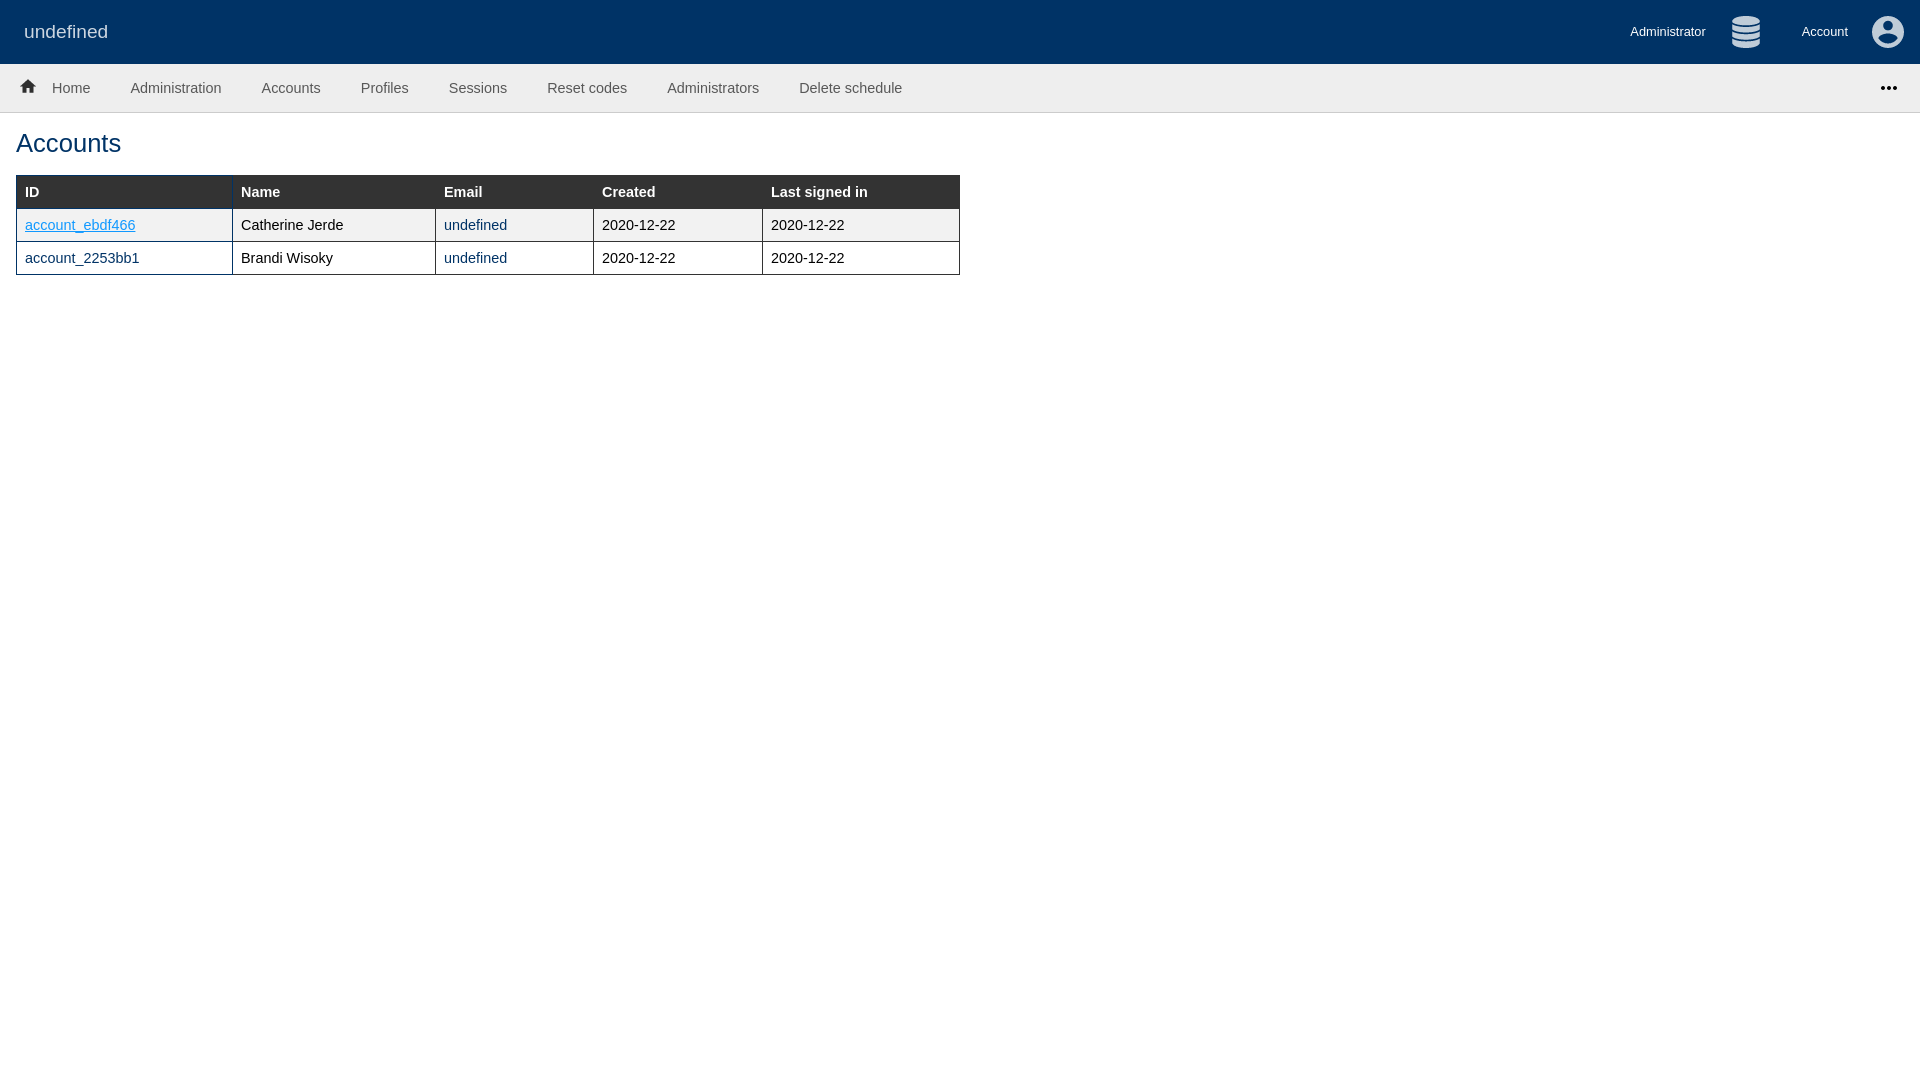 undefined Administrator Account
Home Administration Accounts Profiles Sessions Reset codes Administrators Delete schedule
Accounts
ID Name Email Created Last signed in
account_ebdf466 Catherine Jerde undefined 2020-12-22 2020-12-22
account_2253bb1 Brandi Wisoky undefined 2020-12-22 2020-12-22